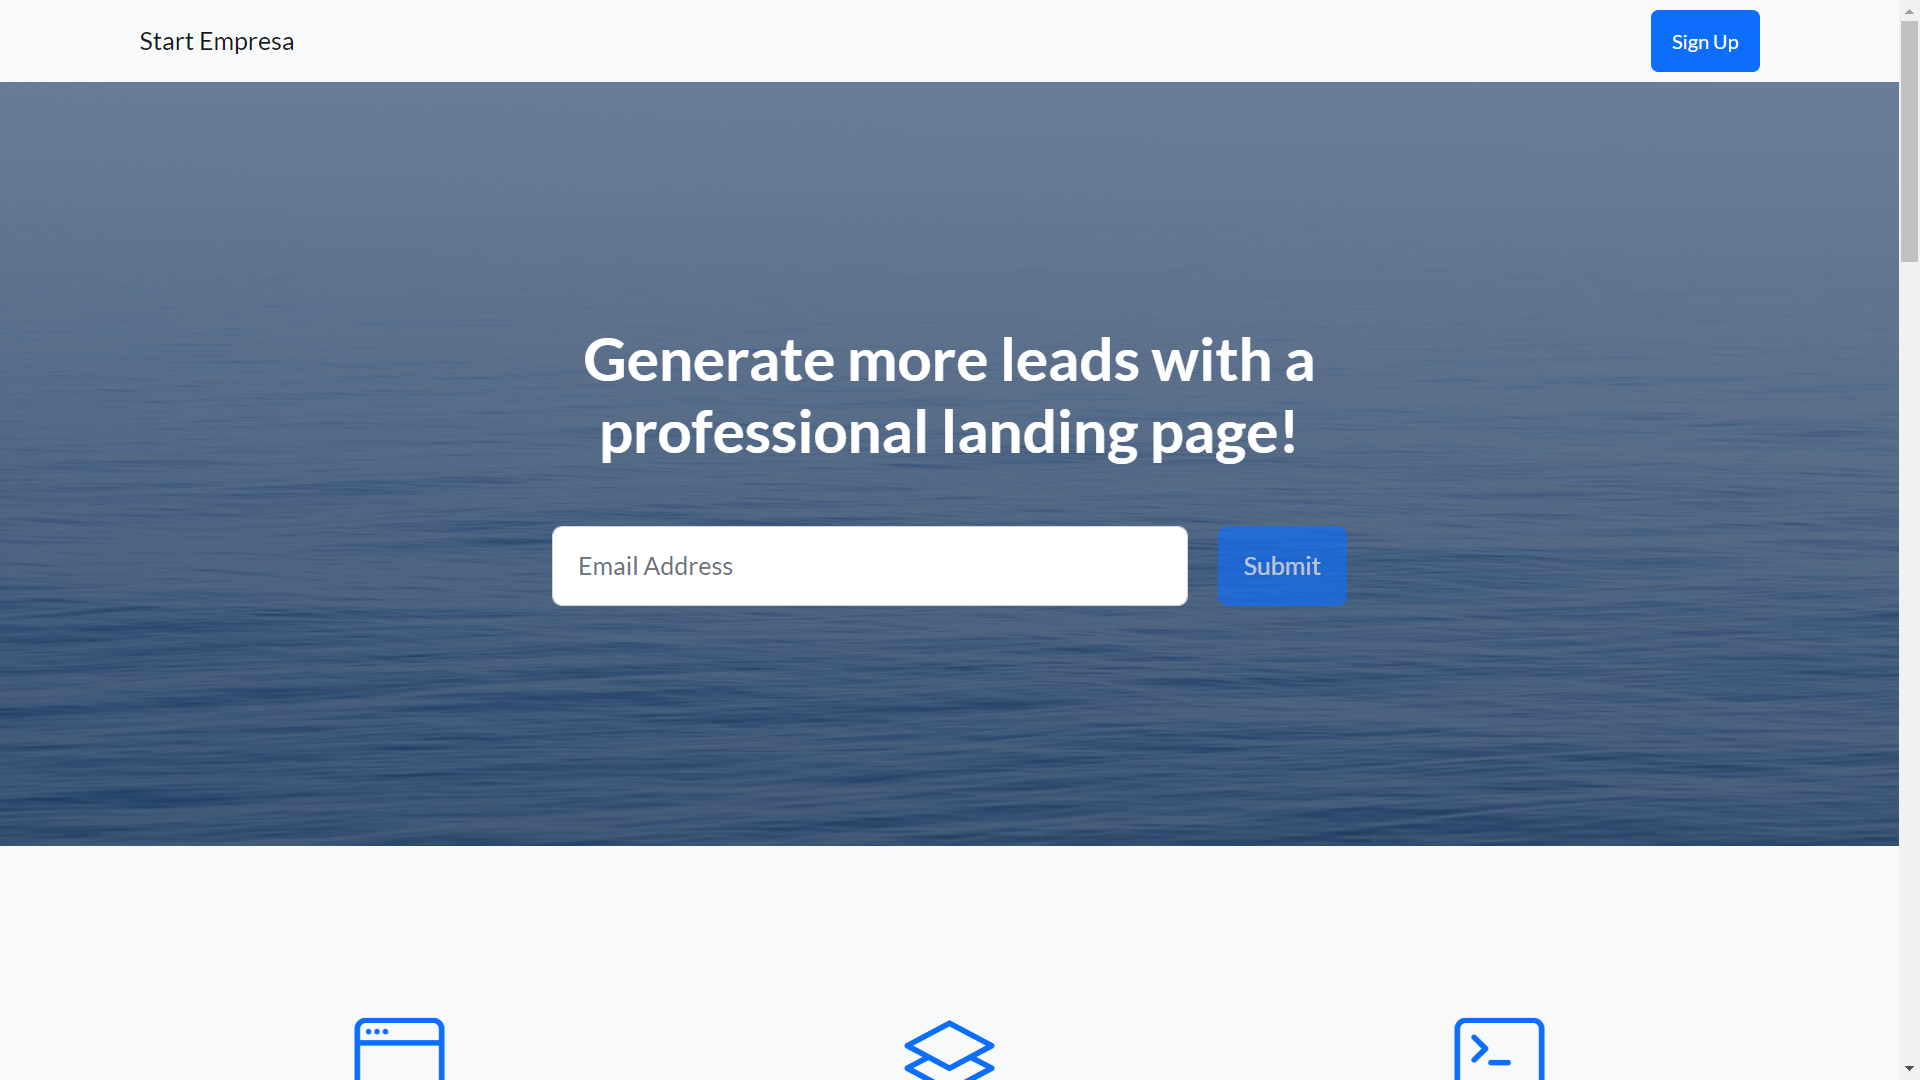 Start Empresa
Sign Up
Generate more leads with a
professional landing page!
Email Address
Submit